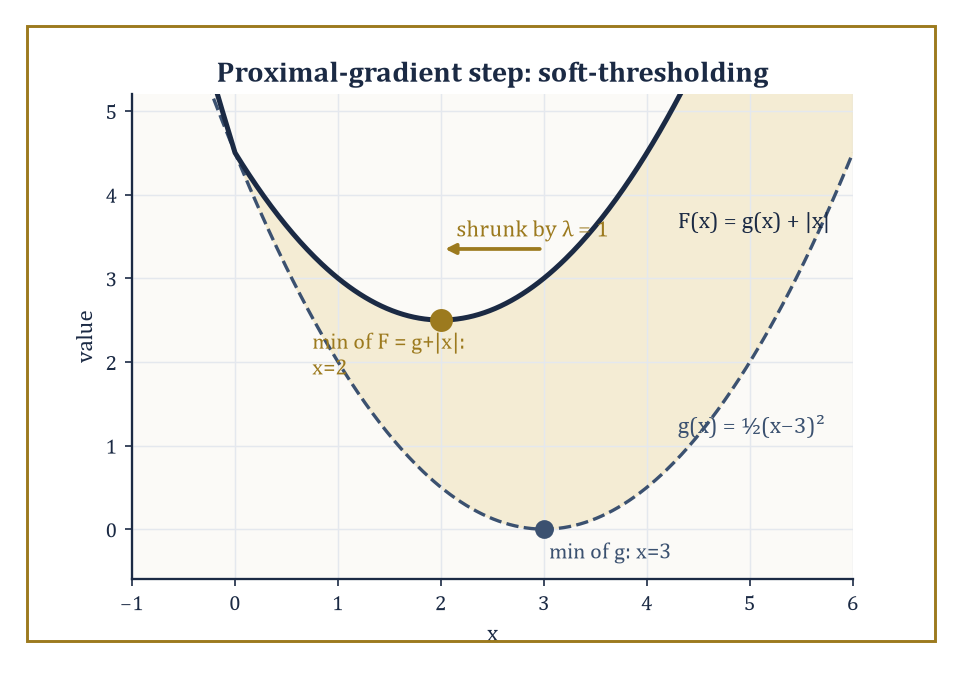 Proximal-gradient step: soft-thresholding
5
4
3
2
1
0
value
shrunk by λ = 1
F(x) = g(x) + |x|
min of F = g+|x|:
x=2
g(x) = ½(x−3)²
min of g: x=3
−1 0 1 2 3 4 5 6
x